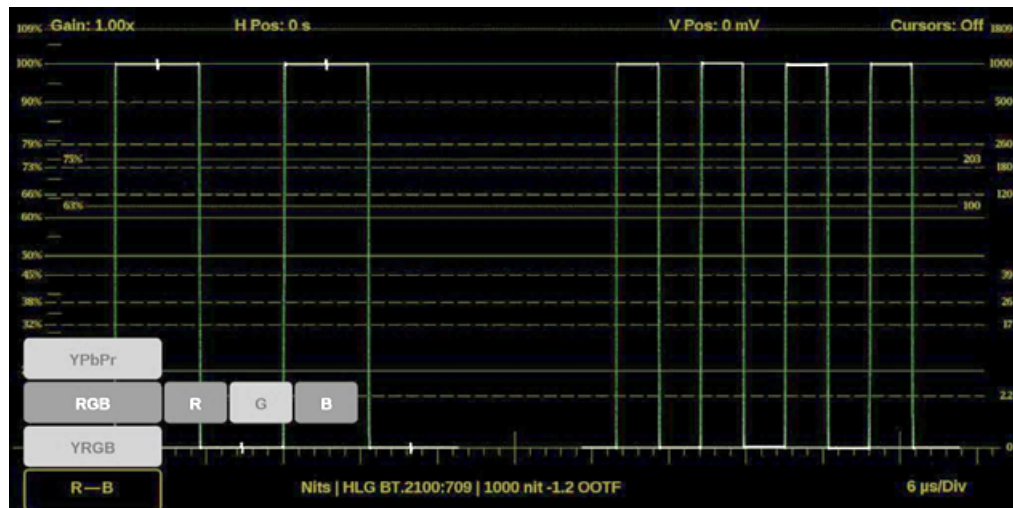 Gain: 1.00x H Pos: 0 s V Pos: 0 mV Cursors: Off
109% 1809
100% 1000
90% 500
79% 260
75% 203
73% 180
66% 120
63% 100
60%
50%
45% 39
38% 26
32% 17
YPbPr
RGB R G B 2.2
YRGB 0
R—B Nits | HLG BT.2100:709 | 1000 nit -1.2 OOTF 6 µs/Div